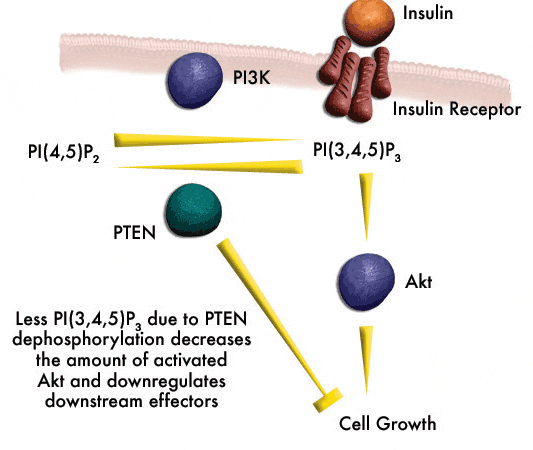 Insulin
PI3K
Insulin Receptor
PI(4,5)P₂
PI(3,4,5)P₃
PTEN
Akt
Less PI(3,4,5)P₃ due to PTEN
dephosphorylation decreases
the amount of activated
Akt and downregulates
downstream effectors
Cell Growth